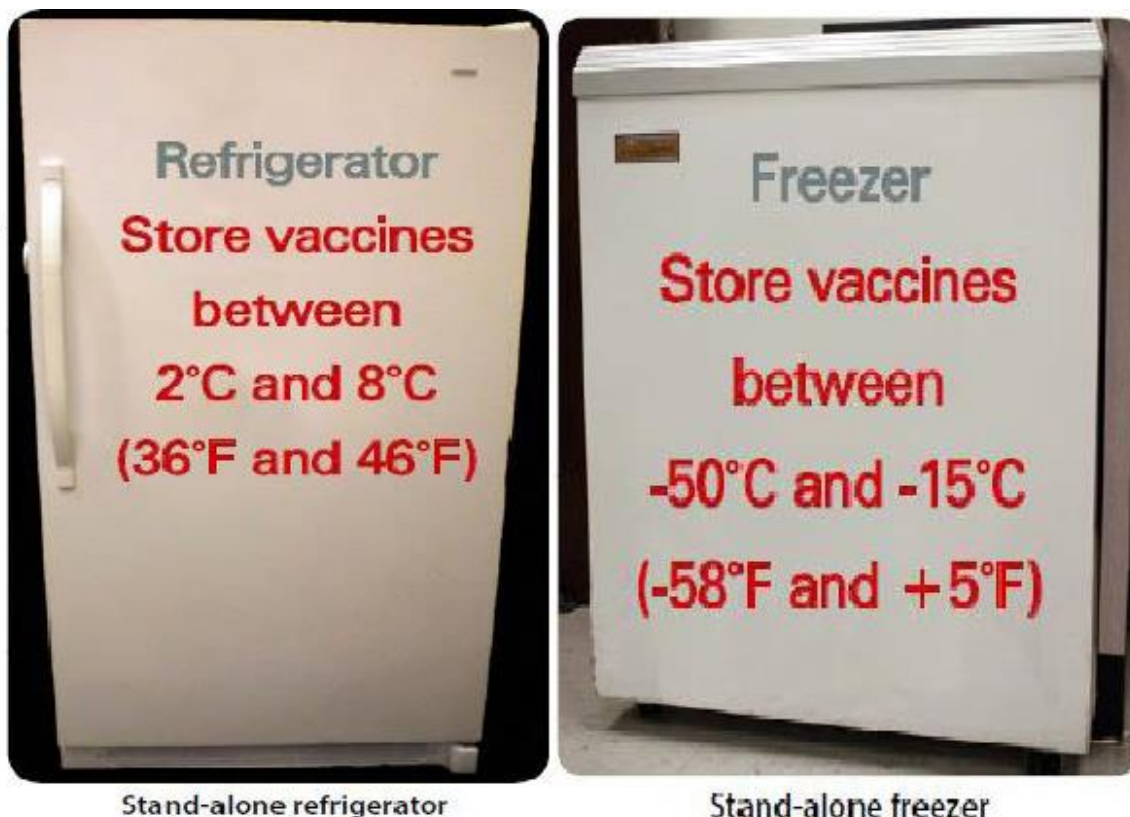 Refrigerator
Store vaccines
between
2°C and 8°C
(36°F and 46°F)
Stand-alone refrigerator
Freezer
Store vaccines
between
-50°C and -15°C
(-58°F and +5°F)
Stand-alone freezer